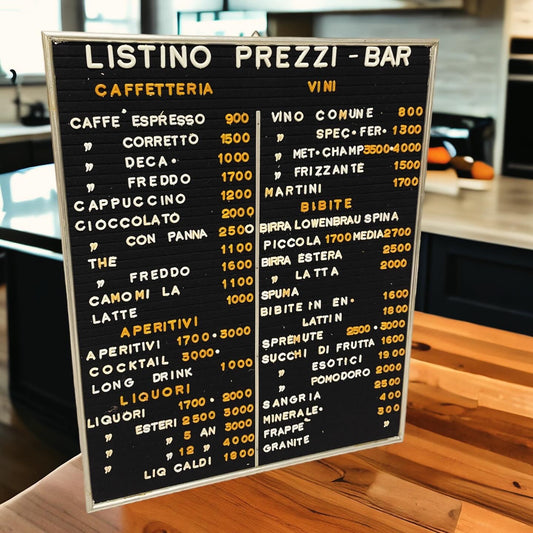 LISTINO PREZZI - BAR
CAFFETTERIA
CAFFE' ESPRESSO 900
" CORRETTO 1500
" DECA. 1000
" FREDDO 1700
CAPPUCCINO 1200
CIOCCOLATO 2000
" CON PANNA 2500
THE 1100
" FREDDO 1600
CAMOMI LA 1100
LATTE 1000
APERITIVI
APERITIVI 1700.3000
COCKTAIL 3000.
LONG DRINK 1000
LIQUORI
LIQUORI 1700.2000
" ESTERI 2500 3000
" " 5 AN 3000
" " 12 " 4000
LIQ CALDI 1800
VINI
VINO COMUNE 800
" SPEC.FER. 1300
" MET.CHAMP 3500.4000
" FRIZZANTE 1500
MARTINI 1700
BIBITE
BIRRA LOWENBRAU SPINA
PICCOLA 1700 MEDIA 2700
BIRRA ESTERA 2500
" LATTA 2000
SPUMA
BIBITE IN EN. 1600
LATTIN 1800
SPREMUTE 2500.3000
SUCCHI DI FRUTTA 1600
" ESOTICI 1900
" POMODORO 2000
SANGRIA 2500
MINERALE. 400
FRAPPE' 300
GRANITE "